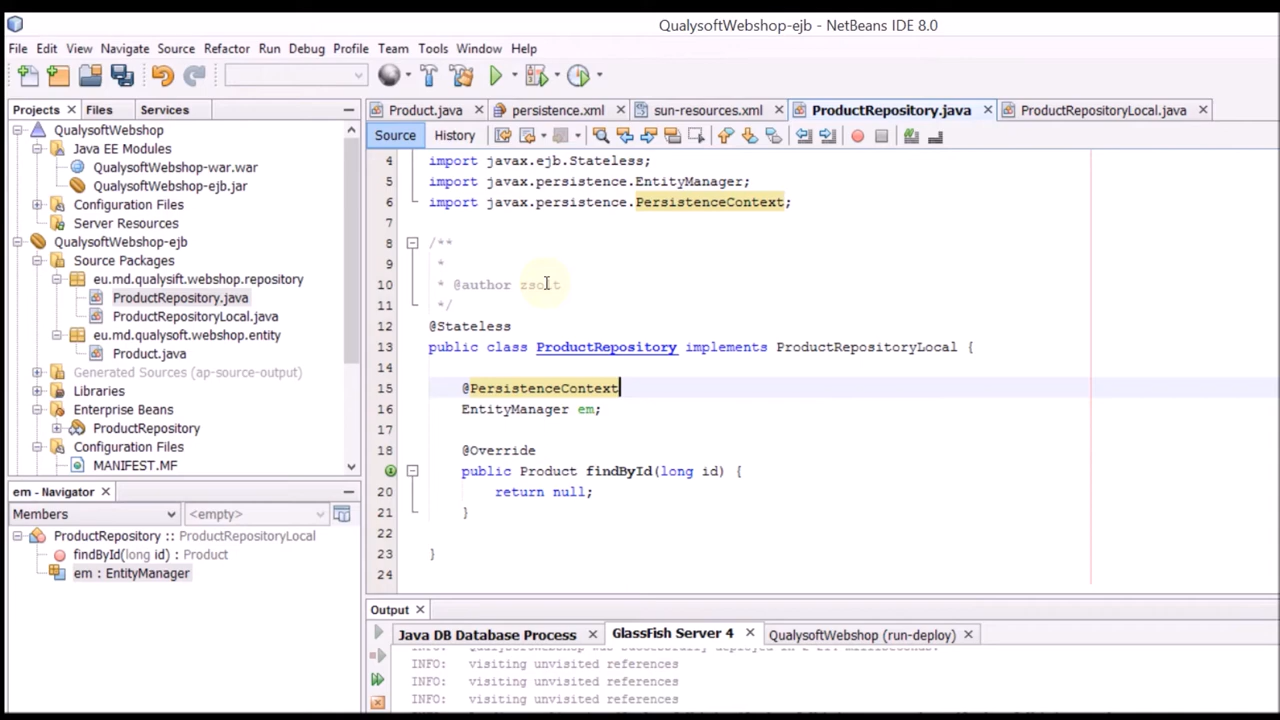 QualysoftWebshop-ejb - NetBeans IDE 8.0
File Edit View Navigate Source Refactor Run Debug Profile Team Tools Window Help
Projects Files Services
QualysoftWebshop
Java EE Modules
QualysoftWebshop-war.war
QualysoftWebshop-ejb.jar
Configuration Files
Server Resources
QualysoftWebshop-ejb
Source Packages
eu.md.qualysift.webshop.repository
ProductRepository.java
ProductRepositoryLocal.java
eu.md.qualysoft.webshop.entity
Product.java
Generated Sources (ap-source-output)
Libraries
Enterprise Beans
ProductRepository
Configuration Files
MANIFEST.MF
em - Navigator
Members <empty>
ProductRepository :: ProductRepositoryLocal
findById(long id) : Product
em : EntityManager
Product.java persistence.xml sun-resources.xml ProductRepository.java ProductRepositoryLocal.java
Source History
4 import javax.ejb.Stateless;
5 import javax.persistence.EntityManager;
6 import javax.persistence.PersistenceContext;
7
8 /**
9 *
10 * @author zsolt
11 */
12 @Stateless
13 public class ProductRepository implements ProductRepositoryLocal {
14
15 @PersistenceContext
16 EntityManager em;
17
18 @Override
public Product findById(long id) {
20 return null;
21 }
22
23 }
24
Output
Java DB Database Process GlassFish Server 4 QualysoftWebshop (run-deploy)
INFO: QualysoftWebshop was successfully deployed in
INFO: visiting unvisited references
INFO: visiting unvisited references
INFO: visiting unvisited references